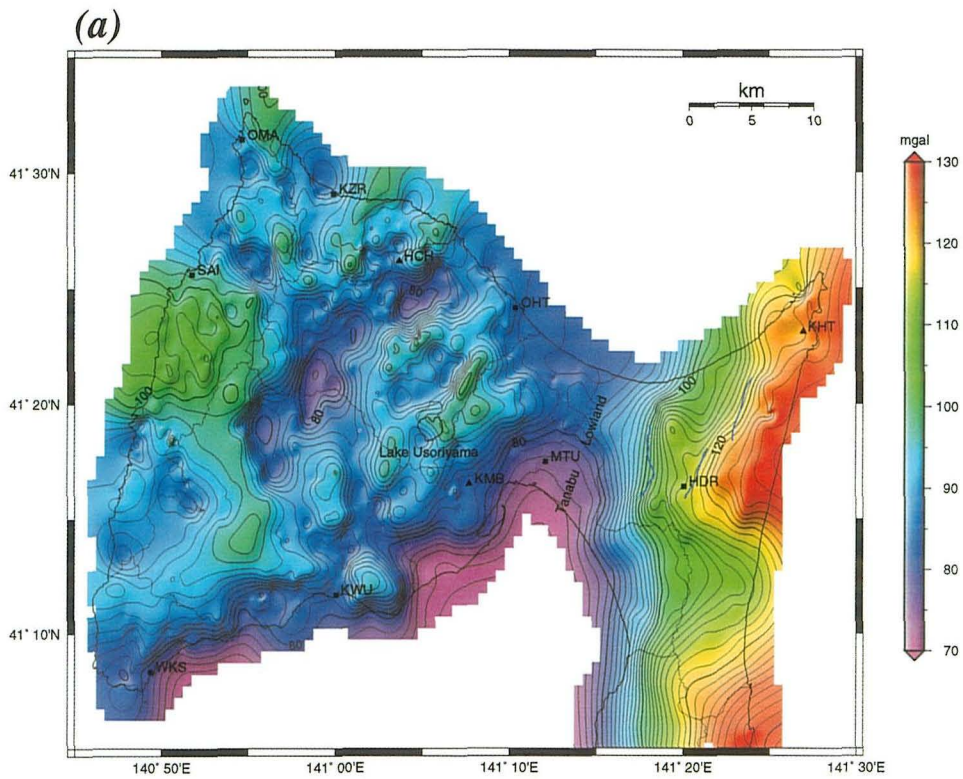 (a)
km
0 5 10
mgal
130
120
110
100
90
80
70
41° 30'N
41° 20'N
41° 10'N
140° 50'E
141° 00'E
141° 10'E
141° 20'E
141° 30'E
OMA
KZR
HCH
SAI
80
OHT
KHT
100
100
80
120
Lowland
80
Lake Usoriyama
MTU
KMB
Tanabu
HDR
KWU
80
WKS